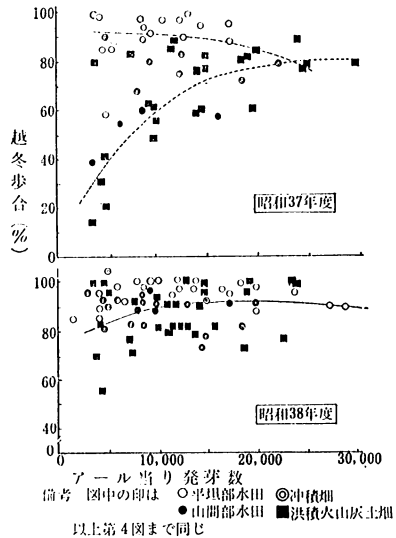 100
80
60
40
20
0
昭和37年度
越冬歩合(%)
100
80
60
40
20
0
昭和38年度
0 10,000 20,000 30,000
アール当り発芽数
備考 図中の印は ○平坦部水田 ◎沖積畑
●山間部水田 ■洪積火山灰土畑
以上第4図まで同じ